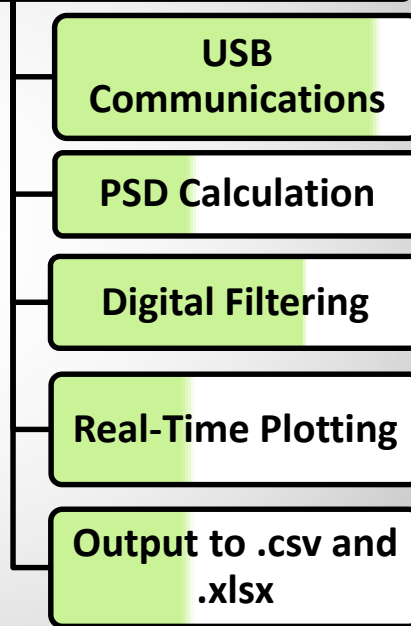 USB
Communications
PSD Calculation
Digital Filtering
Real-Time Plotting
Output to .csv and
.xlsx